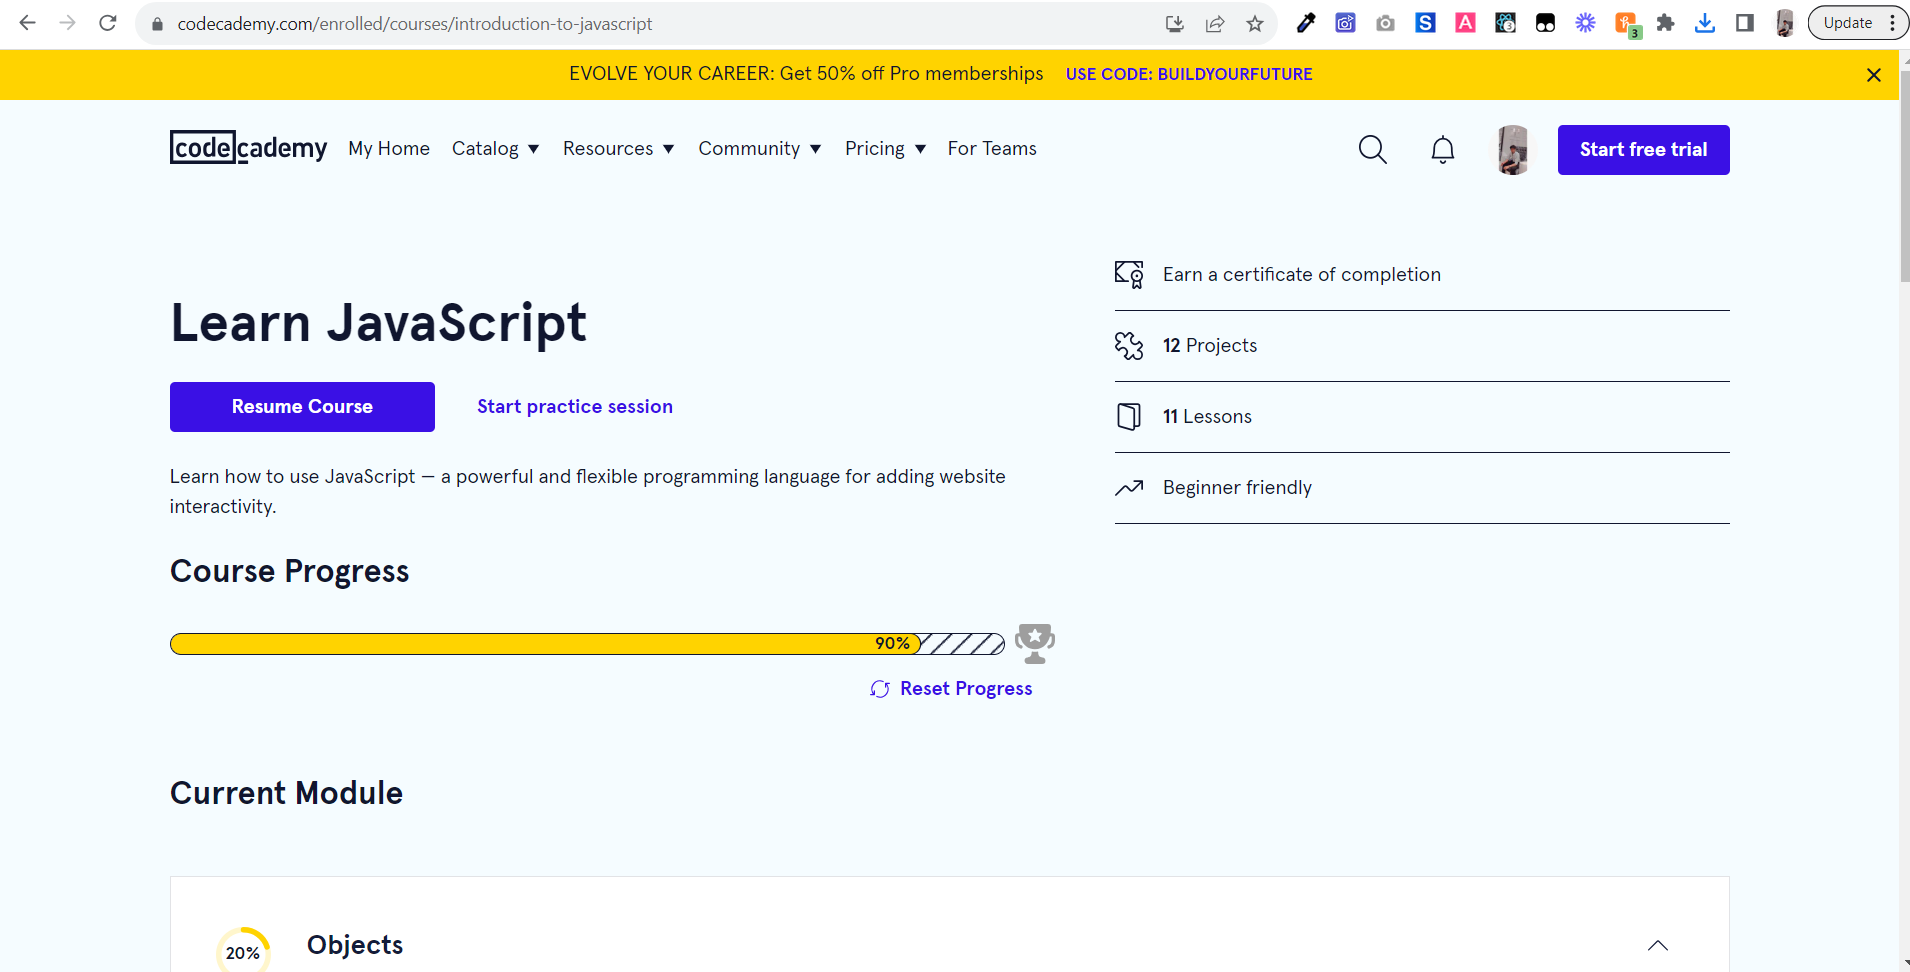 codecademy.com/enrolled/courses/introduction-to-javascript
S
A
3
3
Update
EVOLVE YOUR CAREER: Get 50% off Pro memberships USE CODE: BUILDYOURFUTURE
codecademy My Home Catalog Resources Community Pricing For Teams Start free trial
Learn JavaScript
Resume Course Start practice session
Learn how to use JavaScript — a powerful and flexible programming language for adding website
interactivity.
Earn a certificate of completion
12 Projects
11 Lessons
Beginner friendly
Course Progress
90%
Reset Progress
Current Module
20% Objects